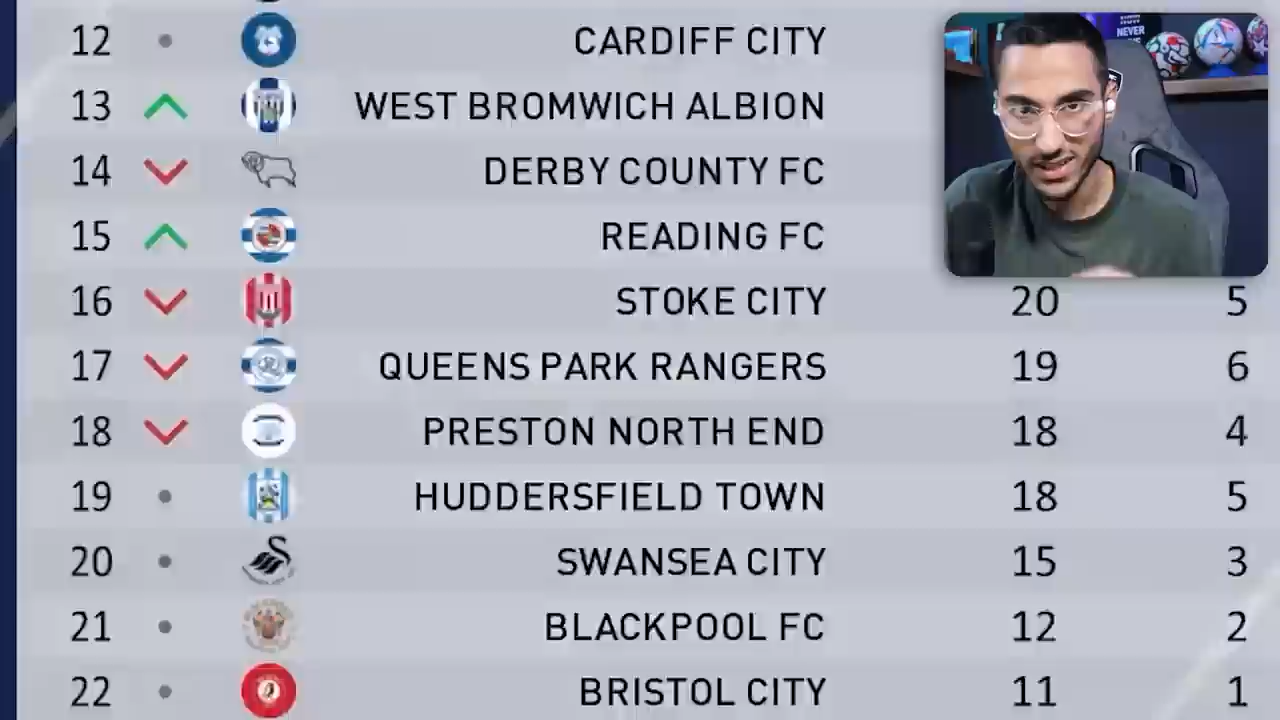 12 CARDIFF CITY
13 WEST BROMWICH ALBION
14 DERBY COUNTY FC
15 READING FC
16 STOKE CITY 20 5
17 QUEENS PARK RANGERS 19 6
18 PRESTON NORTH END 18 4
19 HUDDERSFIELD TOWN 18 5
20 SWANSEA CITY 15 3
21 BLACKPOOL FC 12 2
22 BRISTOL CITY 11 1
NOW
NEVER